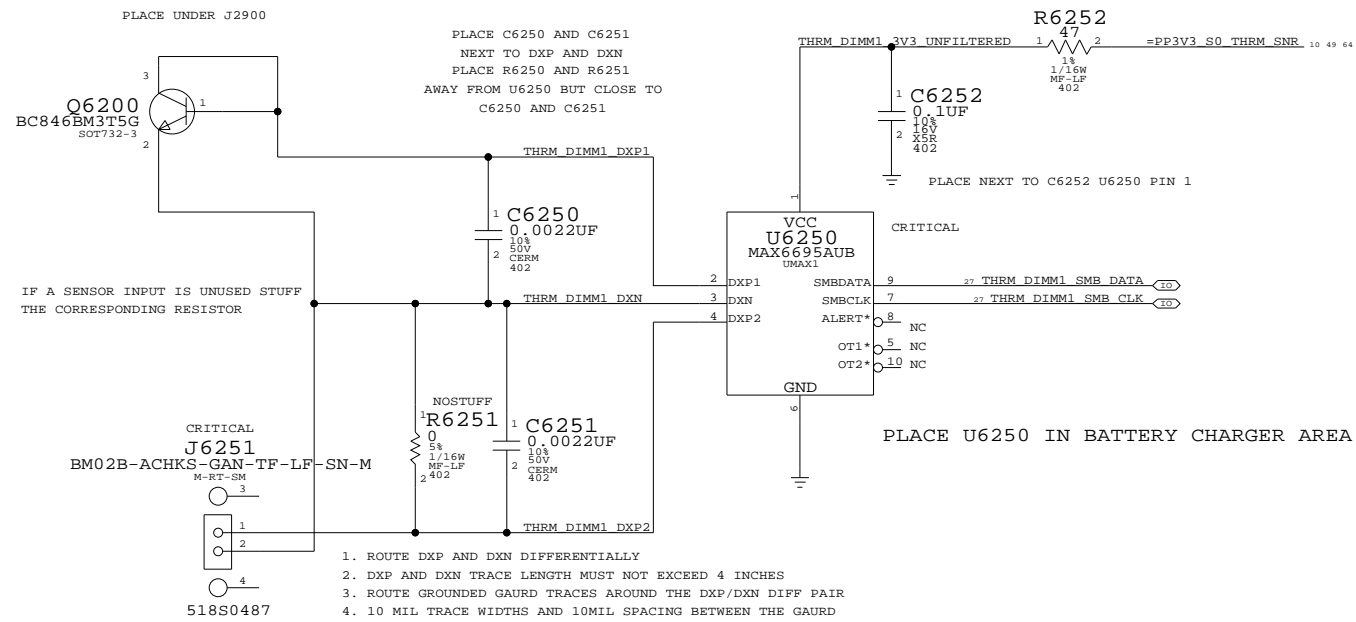 PLACE UNDER J2900
PLACE C6250 AND C6251
NEXT TO DXP AND DXN
PLACE R6250 AND R6251
AWAY FROM U6250 BUT CLOSE TO
C6250 AND C6251
R6252
47
THRM_DIMM1_3V3_UNFILTERED
1
2
=PP3V3_S0_THRM_SNR
10 49 64
1%
1/16W
MF-LF
402
3
Q6200
BC846BM3T5G
SOT732-3
1
2
1
C6252
0.1UF
10%
16V
X5R
402
2
PLACE NEXT TO C6252 U6250 PIN 1
THRM_DIMM1_DXP1
1
C6250
0.0022UF
10%
50V
CERM
402
2
1
VCC
U6250
MAX6695AUB
UMAX1
CRITICAL
2 DXP1
SMBDATA 9
27 THRM_DIMM1_SMB_DATA
IO
IF A SENSOR INPUT IS UNUSED STUFF
THE CORRESPONDING RESISTOR
THRM_DIMM1_DXN
3 DXN
SMBCLK 7
27 THRM_DIMM1_SMB_CLK
IO
4 DXP2
ALERT* 8
NC
OT1* 5 NC
OT2* 10 NC
GND
6
NOSTUFF
1
R6251
0
5%
1/16W
MF-LF
402
2
1
C6251
0.0022UF
10%
50V
CERM
402
2
PLACE U6250 IN BATTERY CHARGER AREA
CRITICAL
J6251
BM02B-ACHKS-GAN-TF-LF-SN-M
M-RT-SM
3
1
2
4
518S0487
THRM_DIMM1_DXP2
1. ROUTE DXP AND DXN DIFFERENTIALLY
2. DXP AND DXN TRACE LENGTH MUST NOT EXCEED 4 INCHES
3. ROUTE GROUNDED GAURD TRACES AROUND THE DXP/DXN DIFF PAIR
4. 10 MIL TRACE WIDTHS AND 10MIL SPACING BETWEEN THE GAURD